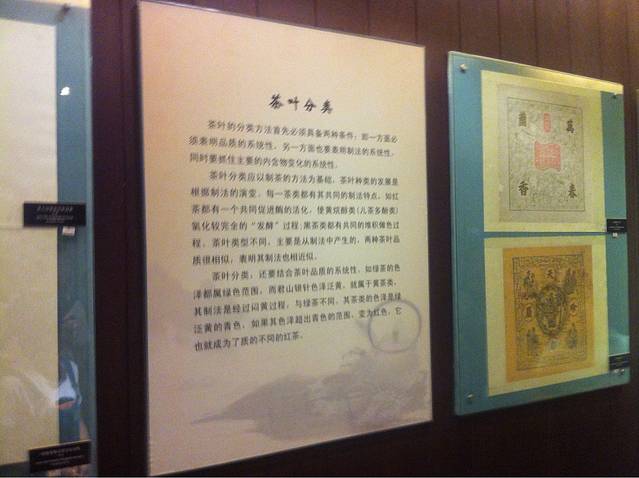 茶叶分类
茶叶的分类方法首先必须具备两种条件，即一方面必
须表明品质的系统性，另一方面也要表明制法的系统性，
同时要抓住主要的内含物变化的系统性。
茶叶分类应以制茶的方法为基础，茶叶种类的发展是
根据制法的演变，每一茶类都有其共同的制法特点，如红
茶都有一个共同促进酶的活化，使黄烷醇类(儿茶多酚类)
氧化较完全的“发酵”过程；黑茶类都有共同的堆积做色过
程。茶叶类型不同，主要是从制法中产生的，两种茶叶品
质很相似，表明其制法也相近似。
茶叶分类，还要结合茶叶品质的系统性，如绿茶的色
泽都属绿色范围，而君山银针色泽泛黄，就属于黄茶类，
其制法是经过闷黄过程，与绿茶不同，其茶类的色泽是绿
泛黄的青色，如果其色泽超出青色的范围，变为红色，它
也就成为了质的不同的红茶。
蘭 萬
香 春
天